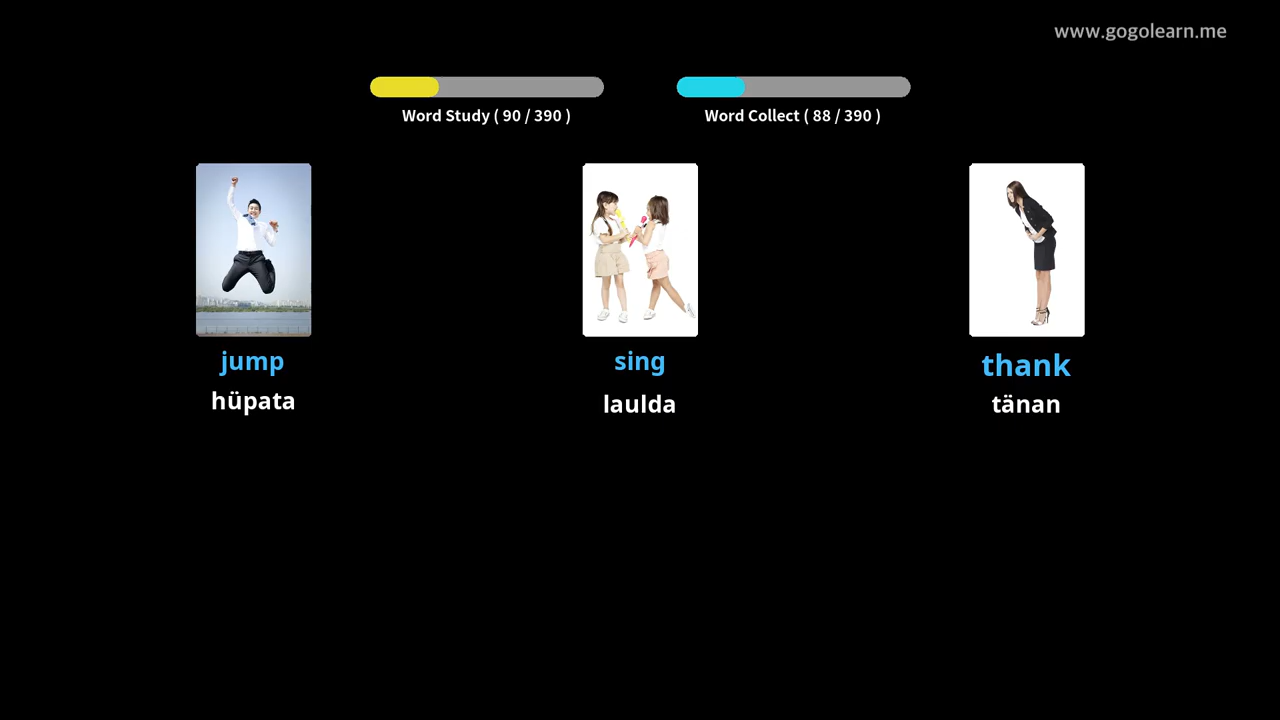 www.gogolearn.me
Word Study ( 90 / 390 )
Word Collect ( 88 / 390 )
jump
hüpata
sing
laulda
thank
tänan